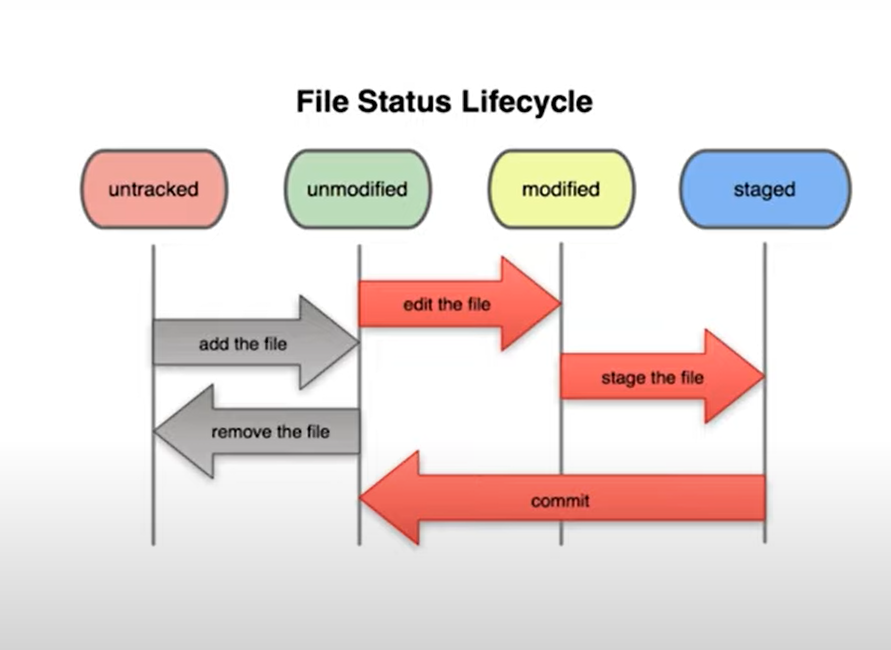 File Status Lifecycle
untracked
unmodified
modified
staged
edit the file
add the file
stage the file
remove the file
commit